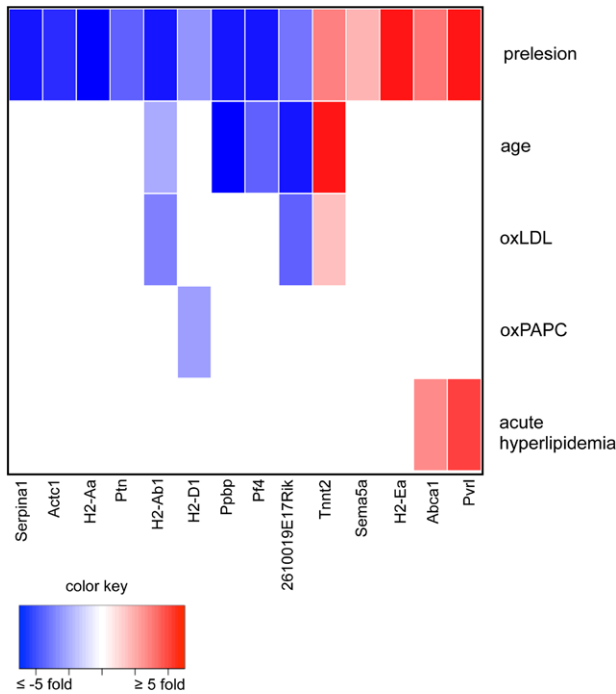 prelesion
age
oxLDL
oxPAPC
acute
hyperlipidemia
Serpina1
Actc1
H2-Aa
Ptn
H2-Ab1
H2-D1
Ppbp
Pf4
2610019E17Rik
Tnnt2
Sema5a
H2-Ea
Abca1
Pvrl
color key
≤ -5 fold
≥ 5 fold